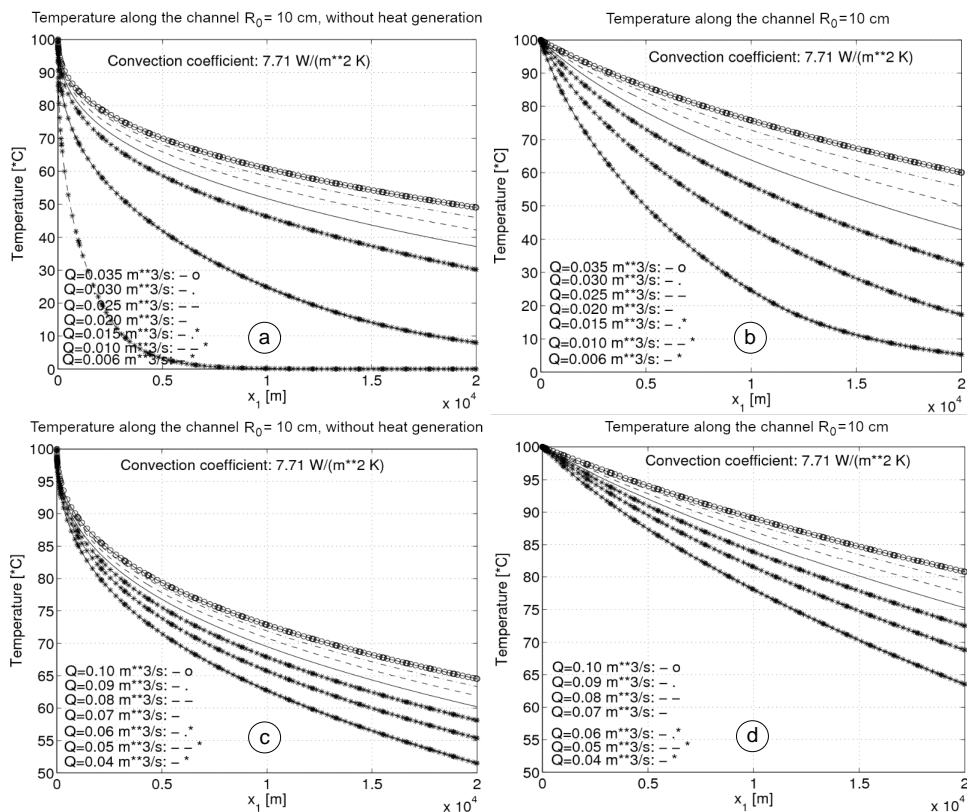 Temperature along the channel R0= 10 cm, without heat generation
100
90
80
70
60
50
40
30
20
10
0
Temperature [*C]
Convection coefficient: 7.71 W/(m**2 K)
Q=0.035 m**3/s: – o
Q=0.030 m**3/s: – .
Q=0.025 m**3/s: – –
Q=0.020 m**3/s: –
Q=0.015 m**3/s: – .*
Q=0.010 m**3/s: – – *
Q=0.006 m**3/s: – *
a
0 0.5 1 1.5 2
x1 [m]
x 10^4
Temperature along the channel R0=10 cm
100
90
80
70
60
50
40
30
20
10
0
Temperature [*C]
Convection coefficient: 7.71 W/(m**2 K)
Q=0.035 m**3/s: – o
Q=0.030 m**3/s: – .
Q=0.025 m**3/s: – –
Q=0.020 m**3/s: –
Q=0.015 m**3/s: – .*
Q=0.010 m**3/s: – – *
Q=0.006 m**3/s: – *
b
0 0.5 1 1.5 2
x1 [m]
x 10^4
Temperature along the channel R0= 10 cm, without heat generation
100
95
90
85
80
75
70
65
60
55
50
Temperature [*C]
Convection coefficient: 7.71 W/(m**2 K)
Q=0.10 m**3/s: – o
Q=0.09 m**3/s: – .
Q=0.08 m**3/s: – –
Q=0.07 m**3/s: –
Q=0.06 m**3/s: – .*
Q=0.05 m**3/s: – – *
Q=0.04 m**3/s: – *
c
0 0.5 1 1.5 2
x1 [m]
x 10^4
Temperature along the channel R0=10 cm
100
95
90
85
80
75
70
65
60
55
50
Temperature [*C]
Convection coefficient: 7.71 W/(m**2 K)
Q=0.10 m**3/s: – o
Q=0.09 m**3/s: – .
Q=0.08 m**3/s: – –
Q=0.07 m**3/s: –
Q=0.06 m**3/s: – .*
Q=0.05 m**3/s: – – *
Q=0.04 m**3/s: – *
d
0 0.5 1 1.5 2
x1 [m]
x 10^4